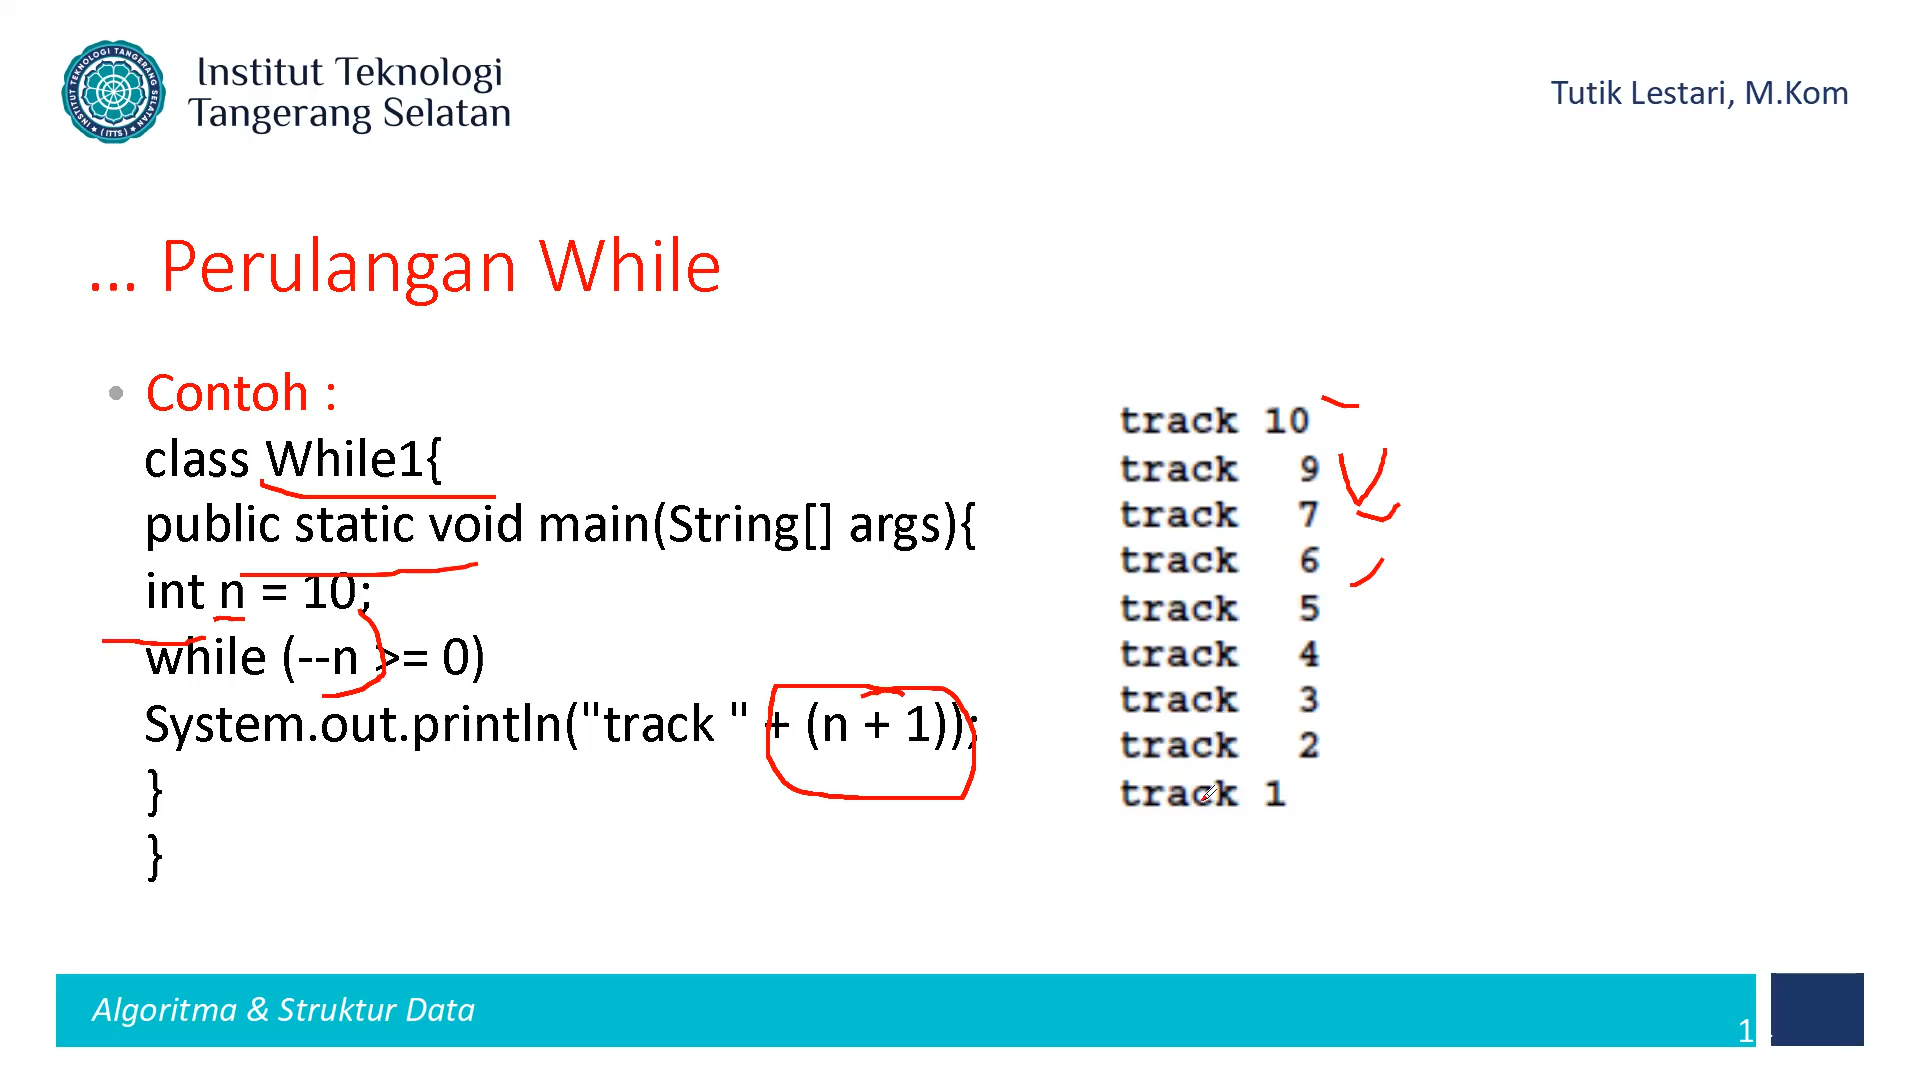 Institut Teknologi
Tangerang Selatan
Tutik Lestari, M.Kom
... Perulangan While
• Contoh :
class While1{
public static void main(String[] args){
int n = 10;
while (--n >= 0)
System.out.println("track " + (n + 1));
}
}
track 10
track 9
track 7
track 6
track 5
track 4
track 3
track 2
track 1
Algoritma & Struktur Data